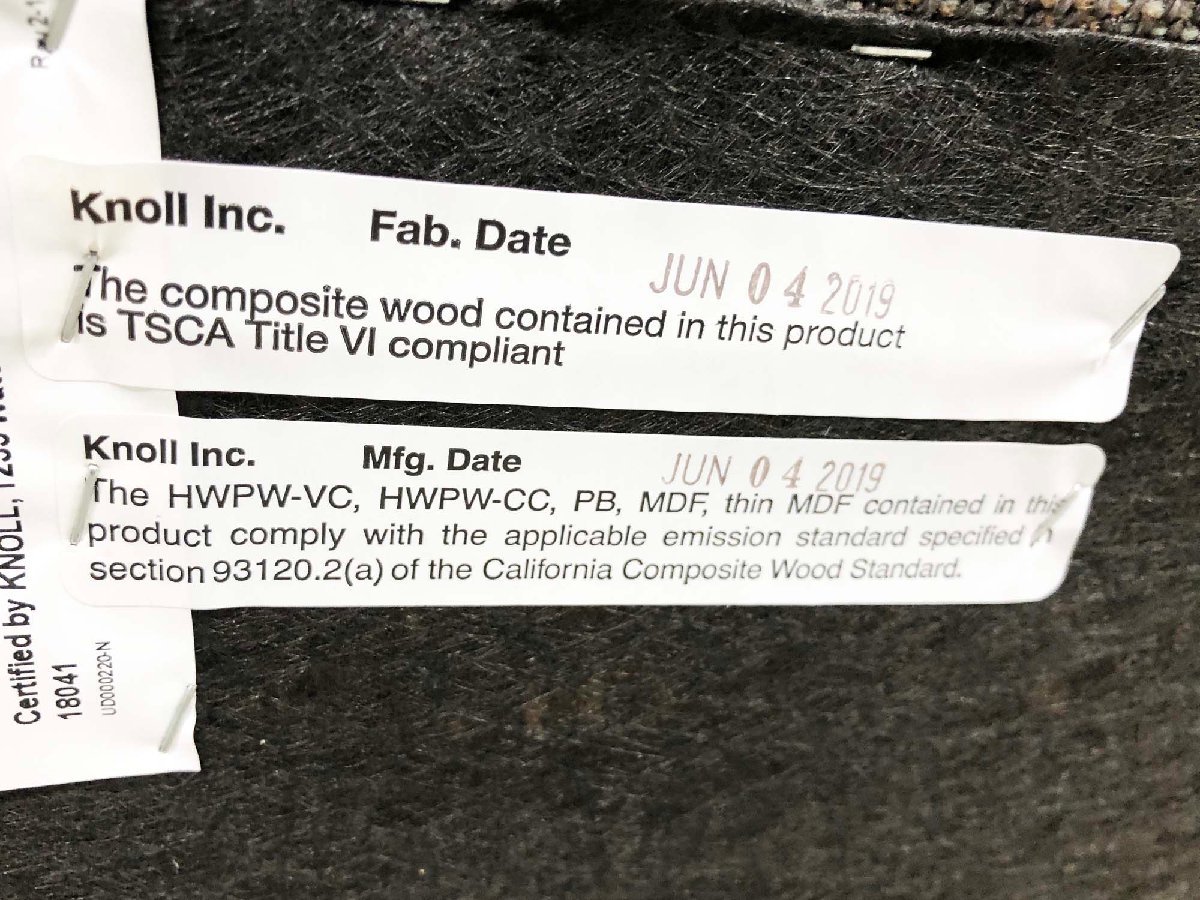 Knoll Inc. Fab. Date
JUN 04 2019
The composite wood contained in this product
is TSCA Title VI compliant
Knoll Inc. Mfg. Date JUN 04 2019
The HWPW-VC, HWPW-CC, PB, MDF, thin MDF contained in this
product comply with the applicable emission standard specified in
section 93120.2(a) of the California Composite Wood Standard.
Certified by KNOLL,
18041
UD000220-N